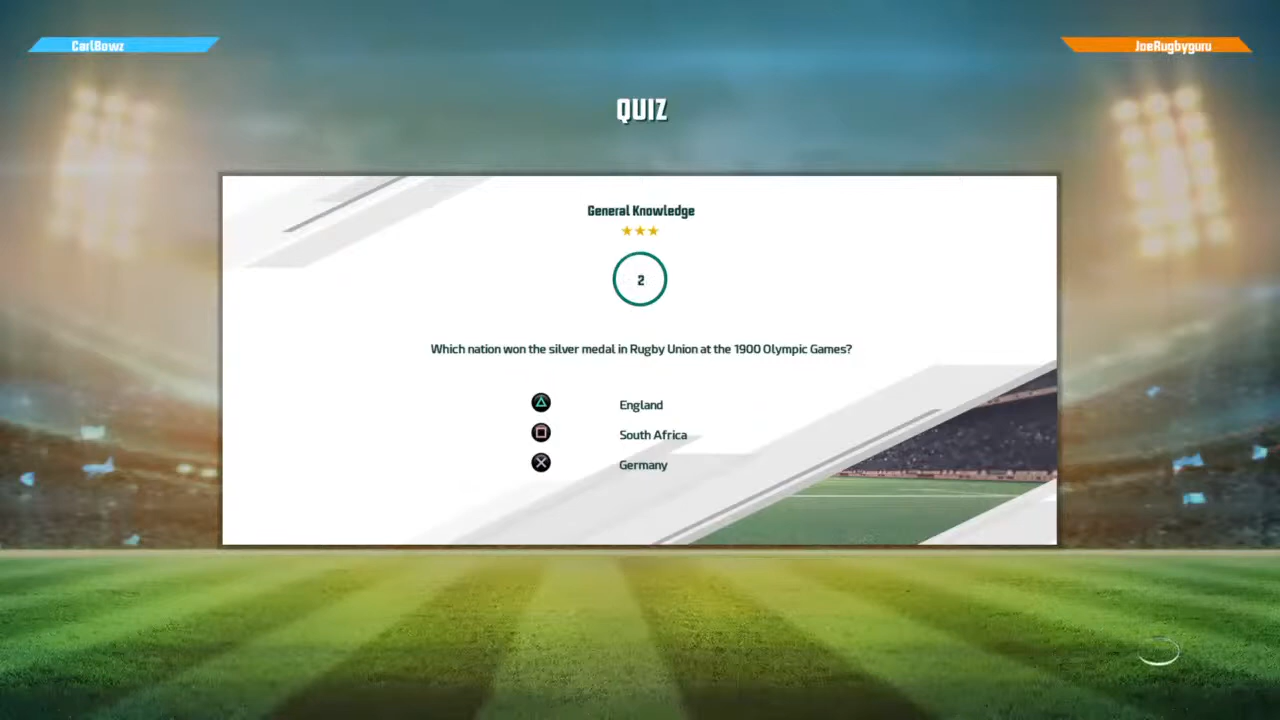 CarlBowz
JoeRugbyguru
QUIZ
General Knowledge
2
Which nation won the silver medal in Rugby Union at the 1900 Olympic Games?
England
South Africa
Germany